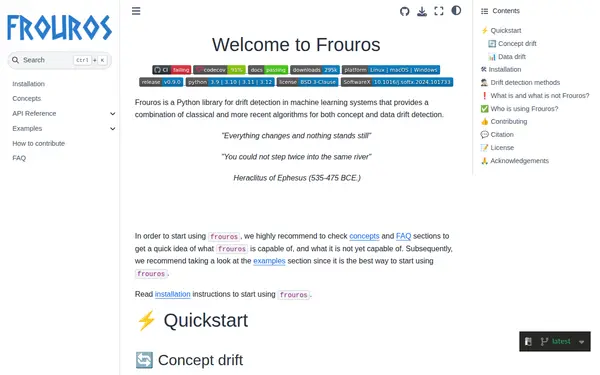 FROUROS
Search Ctrl + K
Installation
Concepts
API Reference
Examples
How to contribute
FAQ
Welcome to Frouros
CI failing codecov 91% docs passing downloads 295k platform Linux | macOS | Windows
release v0.9.0 python 3.9 | 3.10 | 3.11 | 3.12 license BSD 3-Clause SoftwareX 10.1016/j.softx.2024.101733
Frouros is a Python library for drift detection in machine learning systems that provides a
combination of classical and more recent algorithms for both concept and data drift detection.
"Everything changes and nothing stands still"
"You could not step twice into the same river"
Heraclitus of Ephesus (535-475 BCE.)
In order to start using frouros, we highly recommend to check concepts and FAQ sections to
get a quick idea of what frouros is capable of, and what it is not yet capable of. Subsequently,
we recommend taking a look at the examples section since it is the best way to start using
frouros.
Read installation instructions to start using frouros.
⚡ Quickstart
🔄 Concept drift
Contents
⚡ Quickstart
🔄 Concept drift
📊 Data drift
🛠 Installation
🕵🏻‍♂️ Drift detection methods
❗ What is and what is not Frouros?
✅ Who is using Frouros?
👍 Contributing
💬 Citation
📝 License
🙏 Acknowledgements
latest